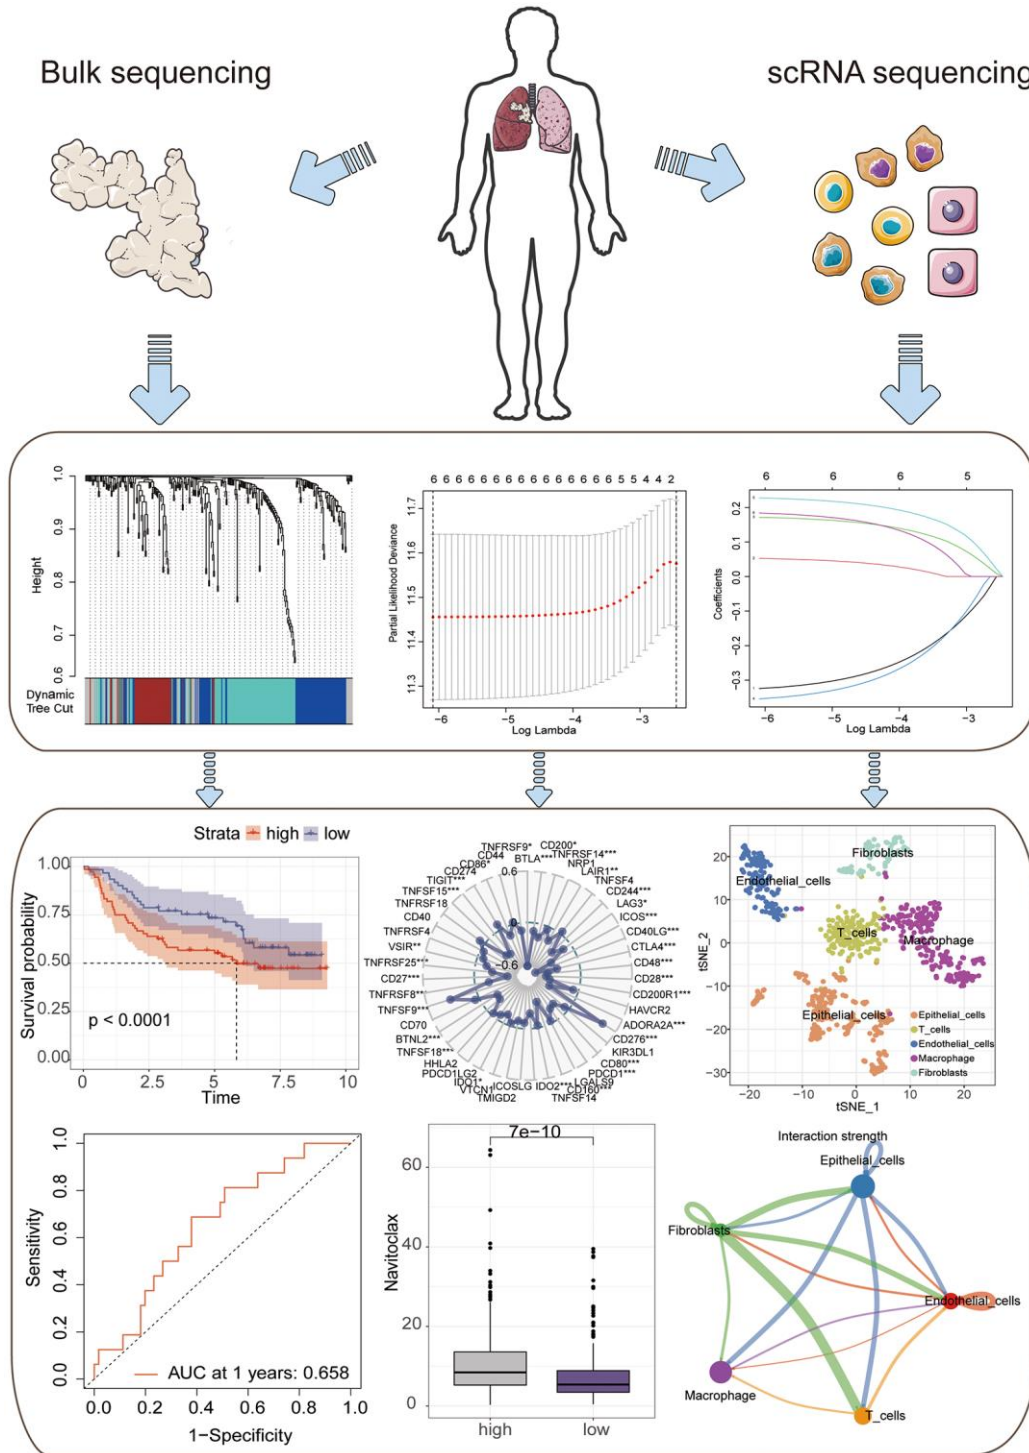 Bulk sequencing
scRNA sequencing
1.0
0.9
0.8
0.7
0.6
Height
Dynamic
Tree Cut
6 6 6 6 6 6 6 6 6 6 6 6 6 6 6 5 5 4 4 2
11.7
11.6
11.5
11.4
11.3
Partial Likelihood Deviance
−6 −5 −4 −3
Log Lambda
6 6 6 5
0.2
0.1
0.0
−0.1
−0.2
−0.3
Coefficients
−6 −5 −4 −3
Log Lambda
Strata high low
1.00
0.75
0.50
0.25
0.00
Survival probability
p < 0.0001
0.0 2.5 5.0 7.5 10.0
Time
TNFRSF9*
CD44
CD86*
CD274
TIGIT***
TNFSF15***
TNFRSF18
CD40
TNFRSF4
VSIR**
TNFRSF25***
CD27***
TNFRSF8**
TNFSF9***
CD70
BTNL2***
TNFSF18***
HHLA2
PDCD1LG2
IDO1*
VTCN1
TMIGD2
ICOSLG
IDO2***
TNFSF14
CD160***
LGALS9
PDCD1***
CD80***
KIR3DL1
CD276***
ADORA2A***
HAVCR2
CD200R1***
CD28***
CD48***
CTLA4***
CD40LG***
ICOS***
LAG3*
CD244***
TNFSF4
LAIR1**
NRP1
TNFRSF14***
CD200*
BTLA***
0.6
0
−0.6
Fibroblasts
Endothelial_cells
T_cells
Macrophage
Epithelial_cells
Epithelial_cells
T_cells
Endothelial_cells
Macrophage
Fibroblasts
20
10
0
−10
−20
−30
tSNE_2
−20 −10 0 10 20
tSNE_1
1.0
0.8
0.6
0.4
0.2
0.0
Sensitivity
AUC at 1 years: 0.658
0.0 0.2 0.4 0.6 0.8 1.0
1−Specificity
7e−10
60
40
20
0
Navitoclax
high low
Interaction strength
Epithelial_cells
Fibroblasts
Endothelial_cells
Macrophage
T_cells